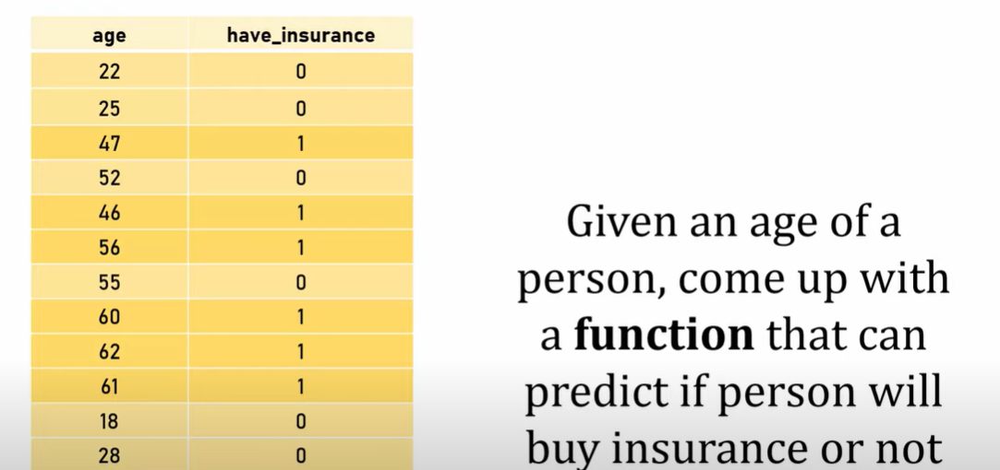 age have_insurance
22 0
25 0
47 1
52 0
46 1
56 1
55 0
60 1
62 1
61 1
18 0
28 0
Given an age of a
person, come up with
a function that can
predict if person will
buy insurance or not